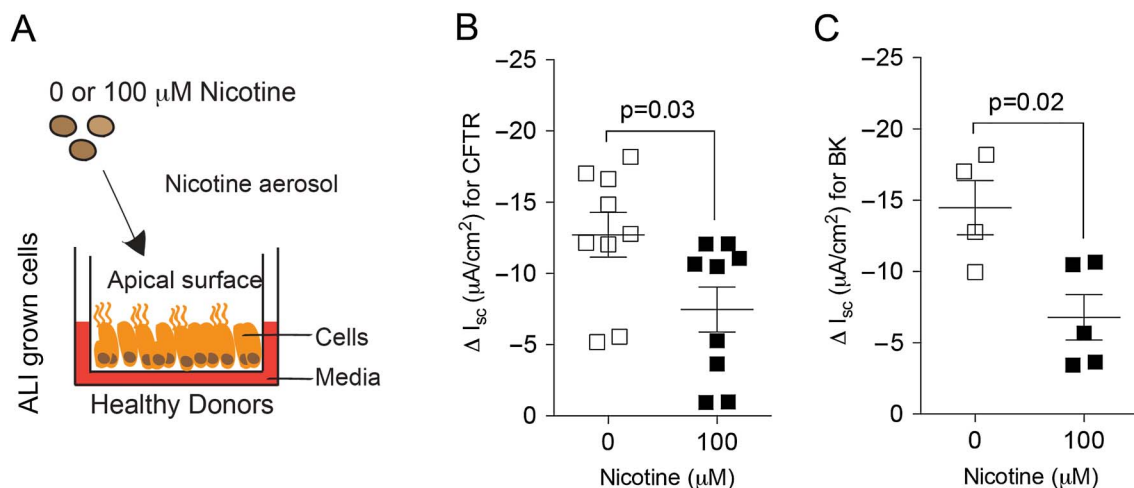 A
0 or 100 μM Nicotine
Nicotine aerosol
Apical surface
Cells
Media
Healthy Donors
ALI grown cells
B
Δ Isc (μA/cm²) for CFTR
−25
−20
−15
−10
−5
0
p=0.03
0 100
Nicotine (μM)
C
Δ Isc (μA/cm²) for BK
−25
−20
−15
−10
−5
0
p=0.02
0 100
Nicotine (μM)